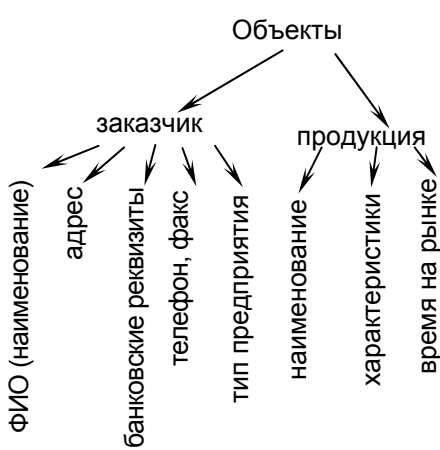 Объекты
заказчик
продукция
ФИО (наименование)
адрес
банковские реквизиты
телефон, факс
тип предприятия
наименование
характеристики
время на рынке